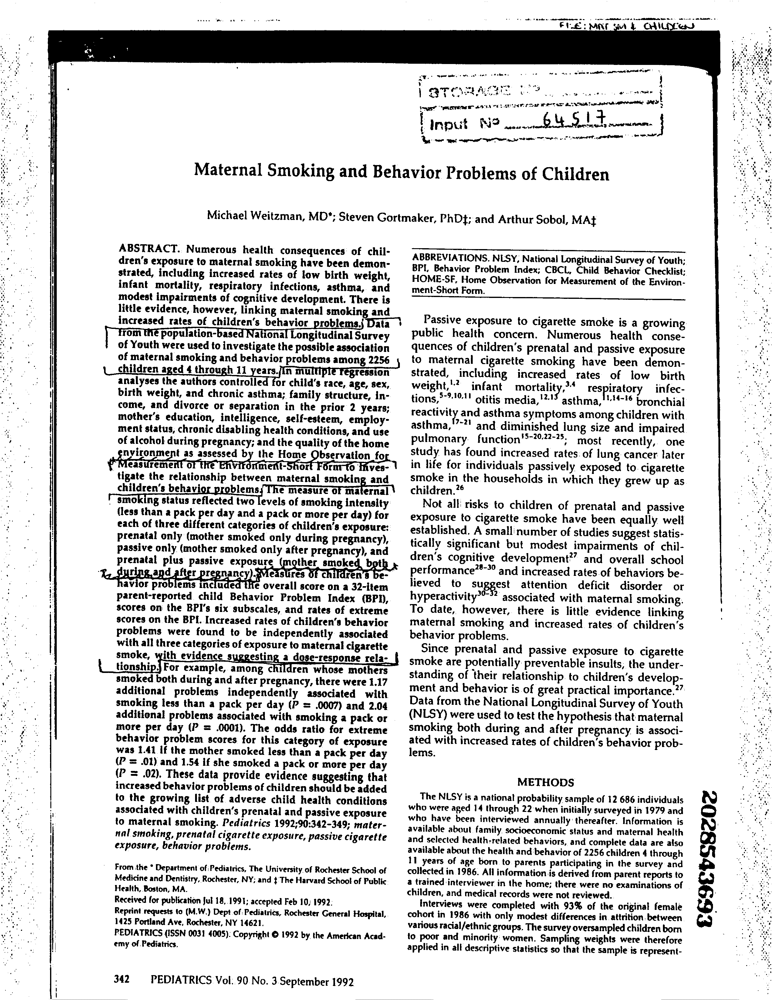 FILE: MAT SM & CHILDREN
STORAGE
Input No 64517
Maternal Smoking and Behavior Problems of Children
Michael Weitzman, MD*; Steven Gortmaker, PhD‡; and Arthur Sobol, MA‡
ABSTRACT. Numerous health consequences of chil-
dren's exposure to maternal smoking have been demon-
strated, including increased rates of low birth weight,
infant mortality, respiratory infections, asthma, and
modest impairments of cognitive development. There is
little evidence, however, linking maternal smoking and
increased rates of children's behavior problems. Data
from the population-based National Longitudinal Survey
of Youth were used to investigate the possible association
of maternal smoking and behavior problems among 2256
children aged 4 through 11 years. In multiple regression
analyses the authors controlled for child's race, age, sex,
birth weight, and chronic asthma; family structure, in-
come, and divorce or separation in the prior 2 years;
mother's education, intelligence, self-esteem, employ-
ment status, chronic disabling health conditions, and use
of alcohol during pregnancy; and the quality of the home
environment as assessed by the Home Observation for
Measurement of the Environment-Short Form to inves-
tigate the relationship between maternal smoking and
children's behavior problems. The measure of maternal
smoking status reflected two levels of smoking intensity
(less than a pack per day and a pack or more per day) for
each of three different categories of children's exposure:
prenatal only (mother smoked only during pregnancy),
passive only (mother smoked only after pregnancy), and
prenatal plus passive exposure (mother smoked both
during and after pregnancy). Measures of children's be-
havior problems included the overall score on a 32-item
parent-reported child Behavior Problem Index (BPI),
scores on the BPI's six subscales, and rates of extreme
scores on the BPI. Increased rates of children's behavior
problems were found to be independently associated
with all three categories of exposure to maternal cigarette
smoke, with evidence suggesting a dose-response rela-
tionship. For example, among children whose mothers
smoked both during and after pregnancy, there were 1.17
additional problems independently associated with
smoking less than a pack per day (P = .0007) and 2.04
additional problems associated with smoking a pack or
more per day (P = .0001). The odds ratio for extreme
behavior problem scores for this category of exposure
was 1.41 if the mother smoked less than a pack per day
(P = .01) and 1.54 if she smoked a pack or more per day
(P = .02). These data provide evidence suggesting that
increased behavior problems of children should be added
to the growing list of adverse child health conditions
associated with children's prenatal and passive exposure
to maternal smoking. Pediatrics 1992;90:342-349; mater-
nal smoking, prenatal cigarette exposure, passive cigarette
exposure, behavior problems.
From the * Department of Pediatrics, The University of Rochester School of
Medicine and Dentistry, Rochester, NY; and ‡ The Harvard School of Public
Health, Boston, MA.
Received for publication Jul 18, 1991; accepted Feb 10, 1992.
Reprint requests to (M.W.) Dept of Pediatrics, Rochester General Hospital,
1425 Portland Ave, Rochester, NY 14621.
PEDIATRICS (ISSN 0031 4005). Copyright © 1992 by the American Acad-
emy of Pediatrics.
ABBREVIATIONS. NLSY, National Longitudinal Survey of Youth;
BPI, Behavior Problem Index; CBCL, Child Behavior Checklist;
HOME-SF, Home Observation for Measurement of the Environ-
ment-Short Form.
Passive exposure to cigarette smoke is a growing
public health concern. Numerous health conse-
quences of children's prenatal and passive exposure
to maternal cigarette smoking have been demon-
strated, including increased rates of low birth
weight,1,2 infant mortality,3,4 respiratory infec-
tions,5-9,10,11 otitis media,12,13 asthma,11,14-16 bronchial
reactivity and asthma symptoms among children with
asthma,17-21 and diminished lung size and impaired
pulmonary function15-20,22-25; most recently, one
study has found increased rates of lung cancer later
in life for individuals passively exposed to cigarette
smoke in the households in which they grew up as
children.26
Not all risks to children of prenatal and passive
exposure to cigarette smoke have been equally well
established. A small number of studies suggest statis-
tically significant but modest impairments of chil-
dren's cognitive development27 and overall school
performance28-30 and increased rates of behaviors be-
lieved to suggest attention deficit disorder or
hyperactivity30-32 associated with maternal smoking.
To date, however, there is little evidence linking
maternal smoking and increased rates of children's
behavior problems.
Since prenatal and passive exposure to cigarette
smoke are potentially preventable insults, the under-
standing of their relationship to children's develop-
ment and behavior is of great practical importance.27
Data from the National Longitudinal Survey of Youth
(NLSY) were used to test the hypothesis that maternal
smoking both during and after pregnancy is associ-
ated with increased rates of children's behavior prob-
lems.
METHODS
The NLSY is a national probability sample of 12 686 individuals
who were aged 14 through 22 when initially surveyed in 1979 and
who have been interviewed annually thereafter. Information is
available about family socioeconomic status and maternal health
and selected health-related behaviors, and complete data are also
available about the health and behavior of 2256 children 4 through
11 years of age born to parents participating in the survey and
collected in 1986. All information is derived from parent reports to
a trained interviewer in the home; there were no examinations of
children, and medical records were not reviewed.
Interviews were completed with 93% of the original female
cohort in 1986 with only modest differences in attrition between
various racial/ethnic groups. The survey oversampled children born
to poor and minority women. Sampling weights were therefore
applied in all descriptive statistics so that the sample is represent-
2028543693
342 PEDIATRICS Vol. 90 No. 3 September 1992